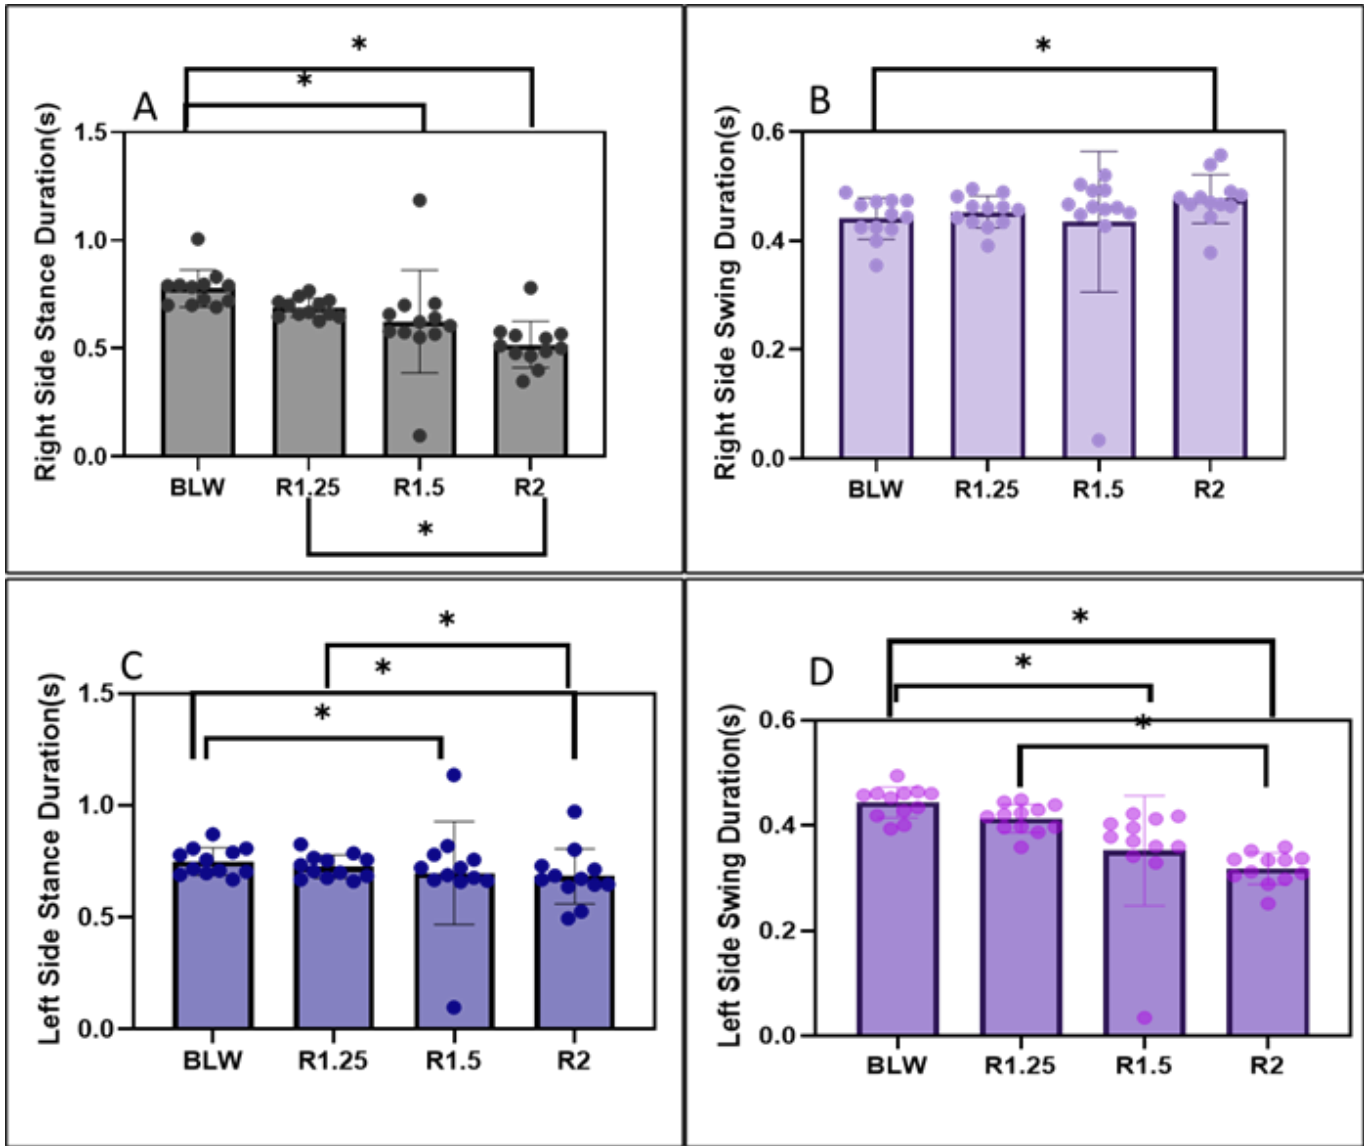 *
*
A
Right Side Stance Duration(s)
1.5
1.0
0.5
0.0
BLW R1.25 R1.5 R2
*
*
B
Right Side Swing Duration(s)
0.6
0.4
0.2
0.0
BLW R1.25 R1.5 R2
*
*
*
C
Left Side Stance Duration(s)
1.5
1.0
0.5
0.0
BLW R1.25 R1.5 R2
*
*
*
D
Left Side Swing Duration(s)
0.6
0.4
0.2
0.0
BLW R1.25 R1.5 R2